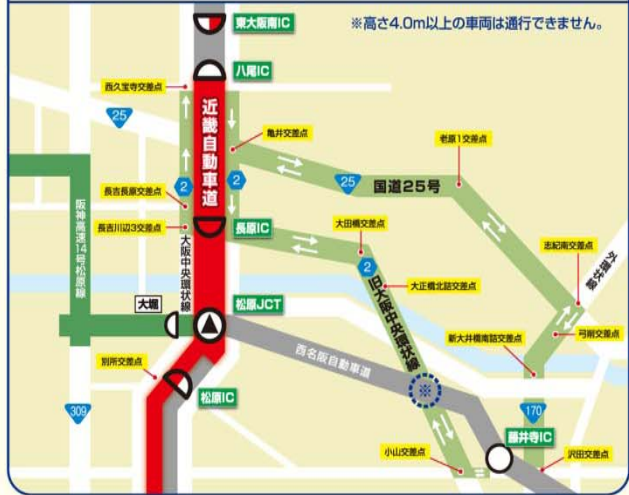 東大阪南IC
※高さ4.0m以上の車両は通行できません。
八尾IC
西久宝寺交差点
近畿自動車道
25
亀井交差点
老原1交差点
2
2
25
国道25号
長吉長原交差点
長吉川辺3交差点
長原IC
大田橋交差点
志紀南交差点
外環状線
阪神高速14号松原線
大阪中央環状線
2
旧大阪中央環状線
大正橋北詰交差点
大堀
松原JCT
新大井橋南詰交差点
弓削交差点
西名阪自動車道
別所交差点
松原IC
※
309
170
藤井寺IC
小山交差点
沢田交差点